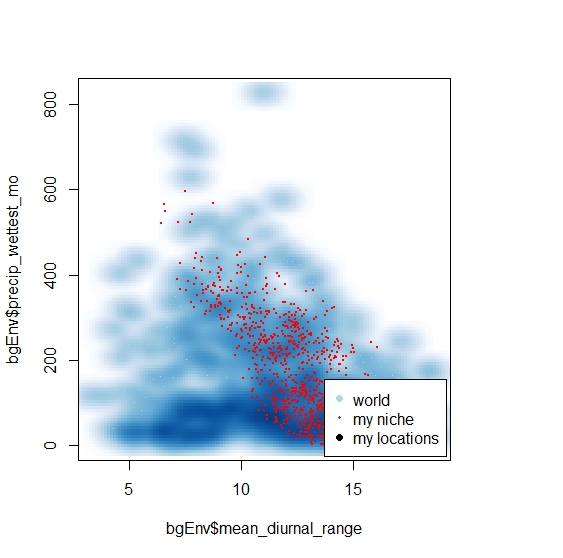 bgEnv$precip_wettest_mo
800
600
400
200
0
world
my niche
my locations
5
10
15
bgEnv$mean_diurnal_range